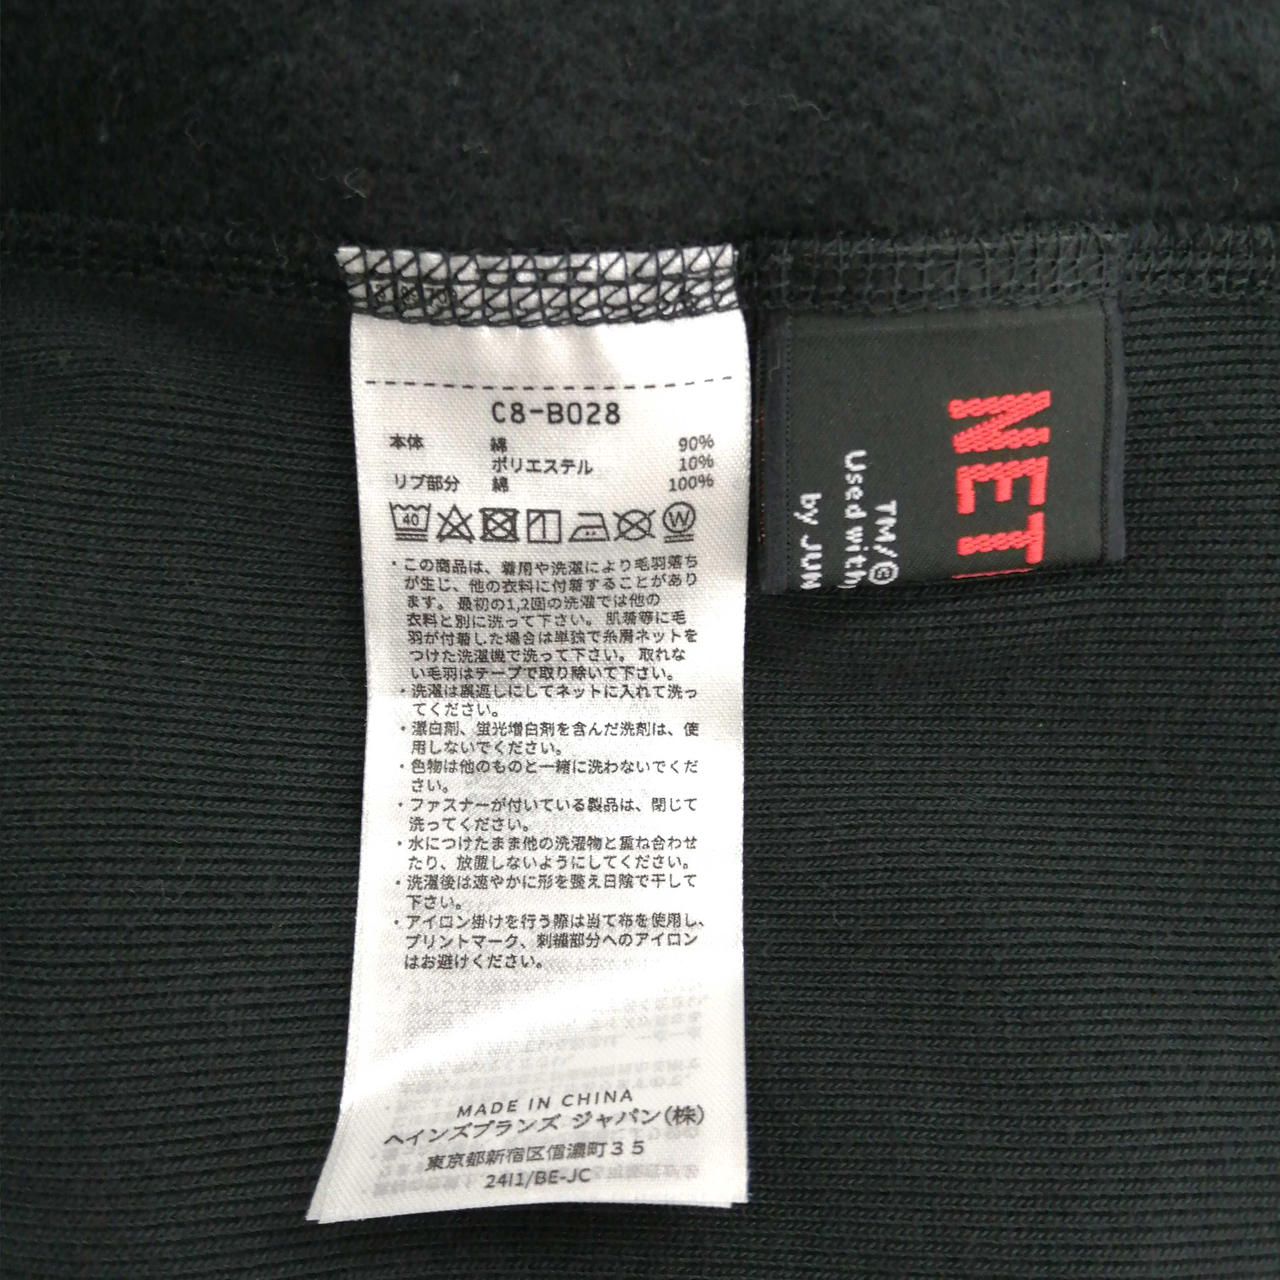 C8-B028
本体 綿 90%
ポリエステル 10%
リブ部分 綿 100%
40
W
・この商品は、着用や洗濯により毛羽落ち
が生じ、他の衣料に付着することがあり
ます。最初の1,2回の洗濯では他の
衣料と別に洗って下さい。肌着等に毛
羽が付着した場合は単独で糸屑ネットを
つけた洗濯機で洗って下さい。取れな
い毛羽はテープで取り除いて下さい。
・洗濯は裏返しにしてネットに入れて洗っ
てください。
・漂白剤、蛍光増白剤を含んだ洗剤は、使
用しないでください。
・色物は他のものと一緒に洗わないでくだ
さい。
・ファスナーが付いている製品は、閉じて
洗ってください。
・水につけたまま他の洗濯物と重ね合わせ
たり、放置しないようにしてください。
・洗濯後は速やかに形を整え日陰で干して
下さい。
・アイロン掛けを行う際は当て布を使用し、
プリントマーク、刺繍部分へのアイロン
はお避けください。
MADE IN CHINA
ヘインズブランズ ジャパン(株)
東京都新宿区信濃町35
24I1/BE-JC
NET
TM/©
Used with
by JUN